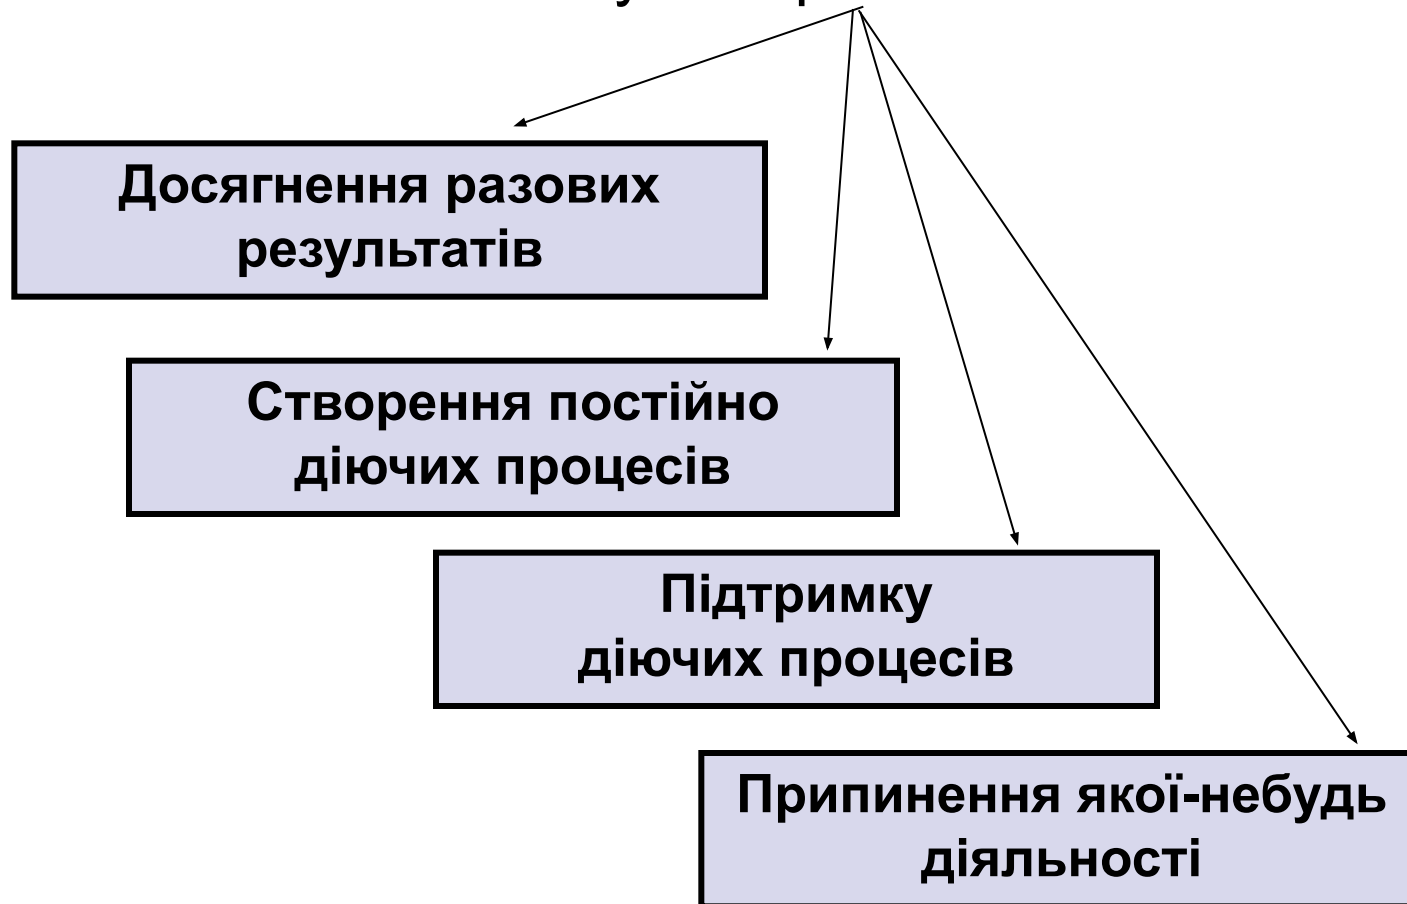 Досягнення разових
результатів
Створення постійно
діючих процесів
Підтримку
діючих процесів
Припинення якої-небудь
діяльності